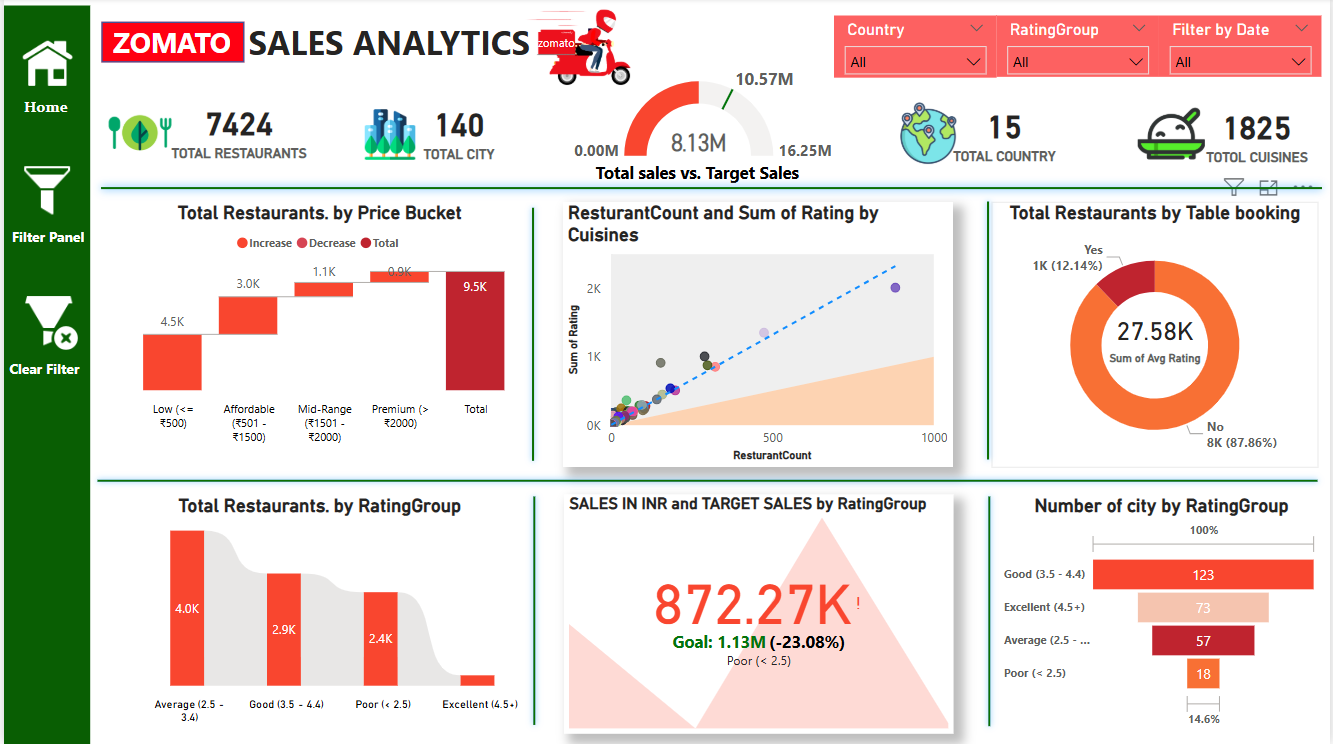 ZOMATO SALES ANALYTICS
zomato
Country
All
RatingGroup
All
Filter by Date
All
Home
Filter Panel
Clear Filter
7424
TOTAL RESTAURANTS
140
TOTAL CITY
10.57M
8.13M
0.00M
16.25M
Total sales vs. Target Sales
15
TOTAL COUNTRY
1825
TOTOL CUISINES
Total Restaurants. by Price Bucket
Increase Decrease Total
4.5K
3.0K
1.1K
0.9K
9.5K
Low (<=
₹500)
Affordable
(₹501 -
₹1500)
Mid-Range
(₹1501 -
₹2000)
Premium (>
₹2000)
Total
ResturantCount and Sum of Rating by
Cuisines
Sum of Rating
2K
1K
0K
0
500
1000
ResturantCount
Total Restaurants by Table booking
Yes
1K (12.14%)
27.58K
Sum of Avg Rating
No
8K (87.86%)
Total Restaurants. by RatingGroup
4.0K
2.9K
2.4K
Average (2.5 -
3.4)
Good (3.5 - 4.4)
Poor (< 2.5)
Excellent (4.5+)
SALES IN INR and TARGET SALES by RatingGroup
872.27K!
Goal: 1.13M (-23.08%)
Poor (< 2.5)
Number of city by RatingGroup
100%
Good (3.5 - 4.4)
123
Excellent (4.5+)
73
Average (2.5 - ...
57
Poor (< 2.5)
18
14.6%